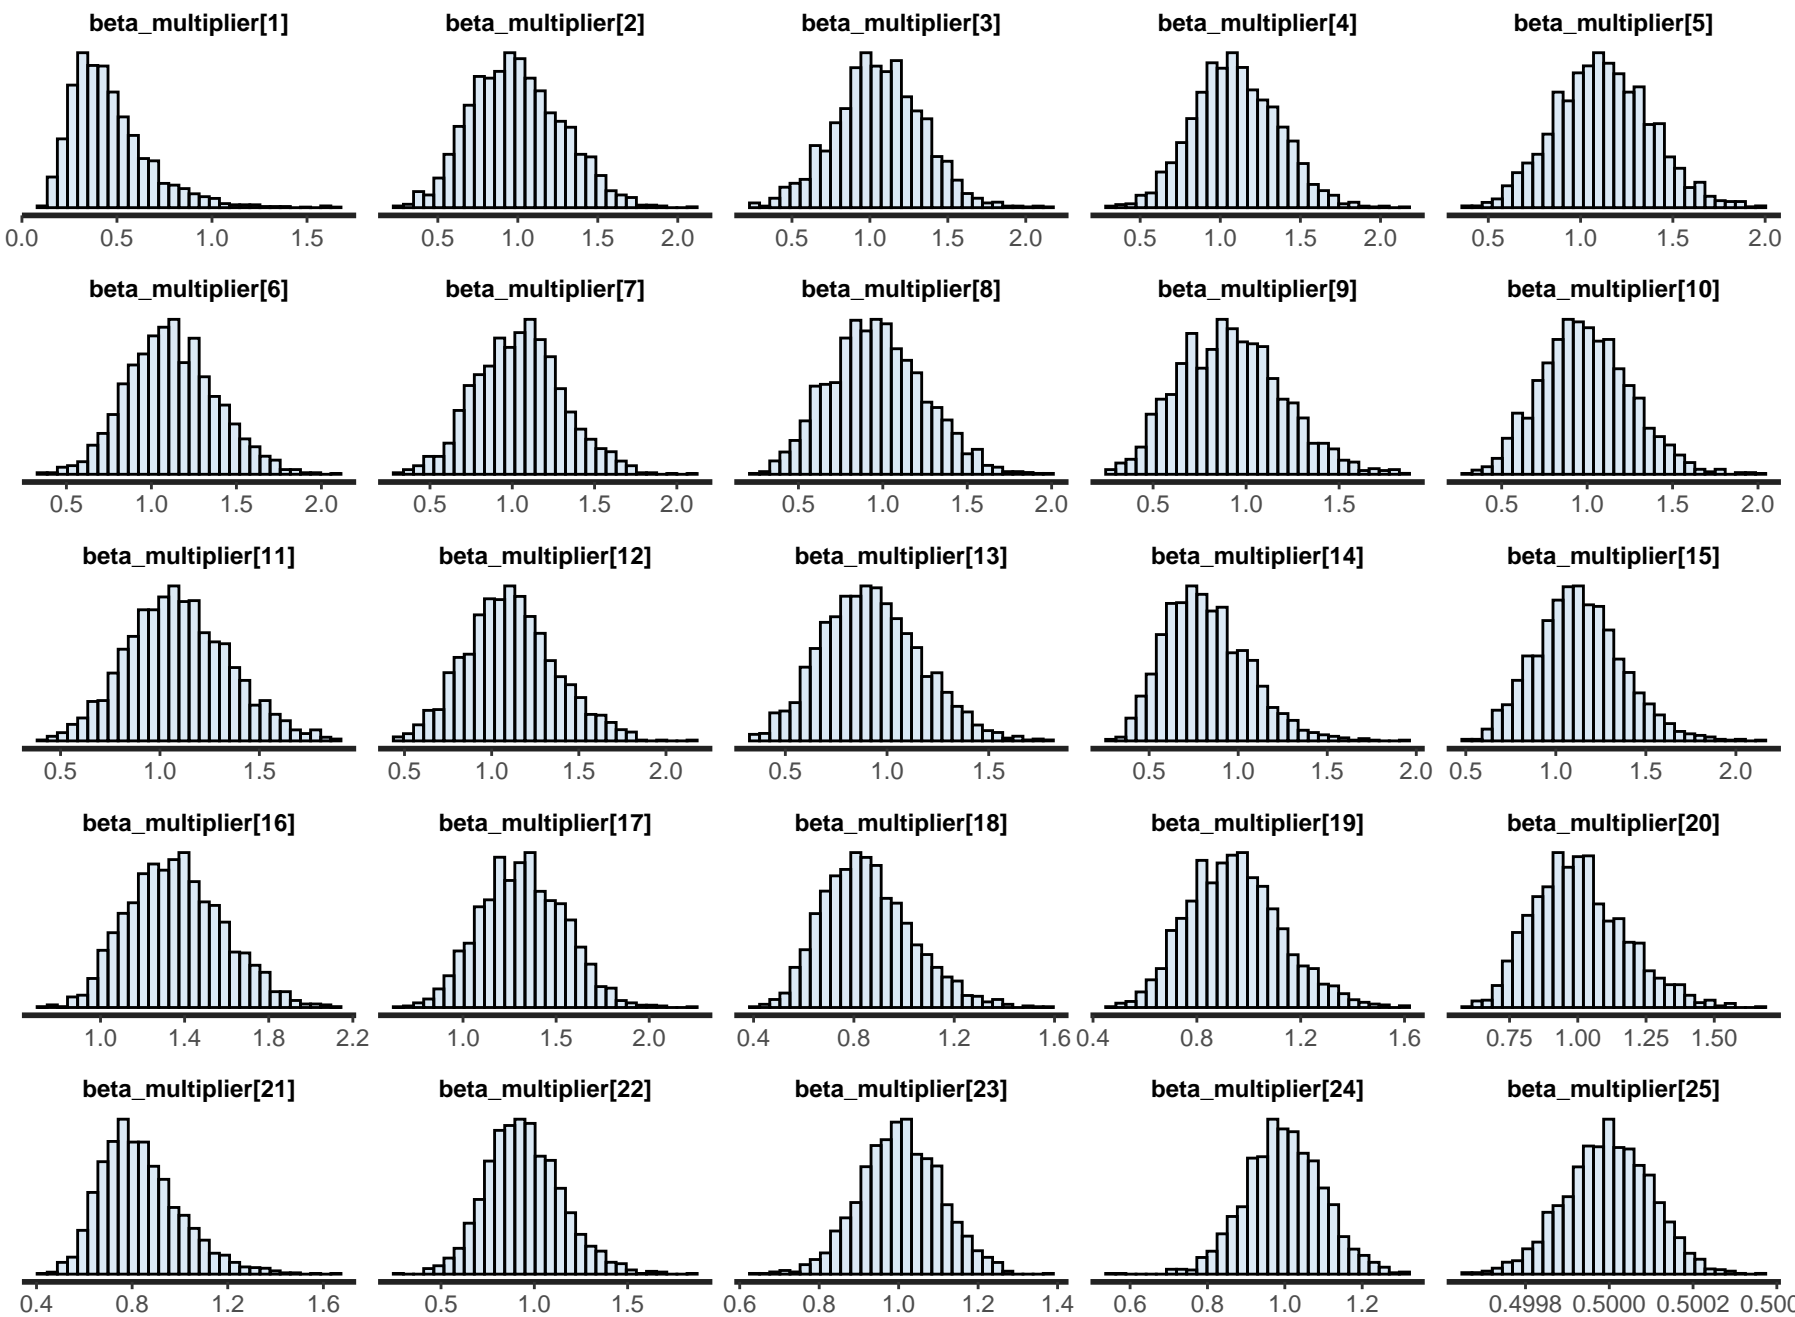 beta_multiplier[1] beta_multiplier[2] beta_multiplier[3] beta_multiplier[4] beta_multiplier[5]
0.0 0.5 1.0 1.5 0.5 1.0 1.5 2.0 0.5 1.0 1.5 2.0 0.5 1.0 1.5 2.0 0.5 1.0 1.5 2.0
beta_multiplier[6] beta_multiplier[7] beta_multiplier[8] beta_multiplier[9] beta_multiplier[10]
0.5 1.0 1.5 2.0 0.5 1.0 1.5 2.0 0.5 1.0 1.5 2.0 0.5 1.0 1.5 0.5 1.0 1.5 2.0
beta_multiplier[11] beta_multiplier[12] beta_multiplier[13] beta_multiplier[14] beta_multiplier[15]
0.5 1.0 1.5 0.5 1.0 1.5 2.0 0.5 1.0 1.5 0.5 1.0 1.5 2.0 0.5 1.0 1.5 2.0
beta_multiplier[16] beta_multiplier[17] beta_multiplier[18] beta_multiplier[19] beta_multiplier[20]
1.0 1.4 1.8 2.2 1.0 1.5 2.0 0.4 0.8 1.2 1.6 0.4 0.8 1.2 1.6 0.75 1.00 1.25 1.50
beta_multiplier[21] beta_multiplier[22] beta_multiplier[23] beta_multiplier[24] beta_multiplier[25]
0.4 0.8 1.2 1.6 0.5 1.0 1.5 0.6 0.8 1.0 1.2 1.4 0.6 0.8 1.0 1.2 0.4998 0.5000 0.5002